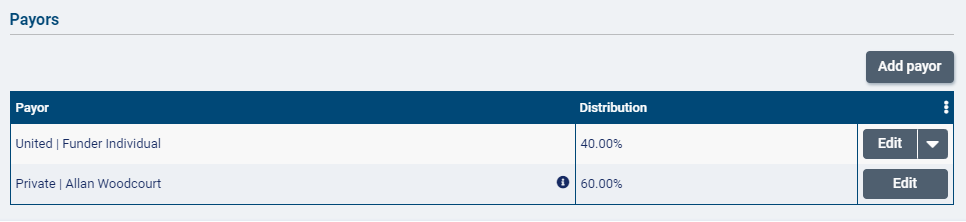 Payors
Add payor
Payor Distribution
United | Funder Individual 40.00% Edit
Private | Allan Woodcourt 60.00% Edit